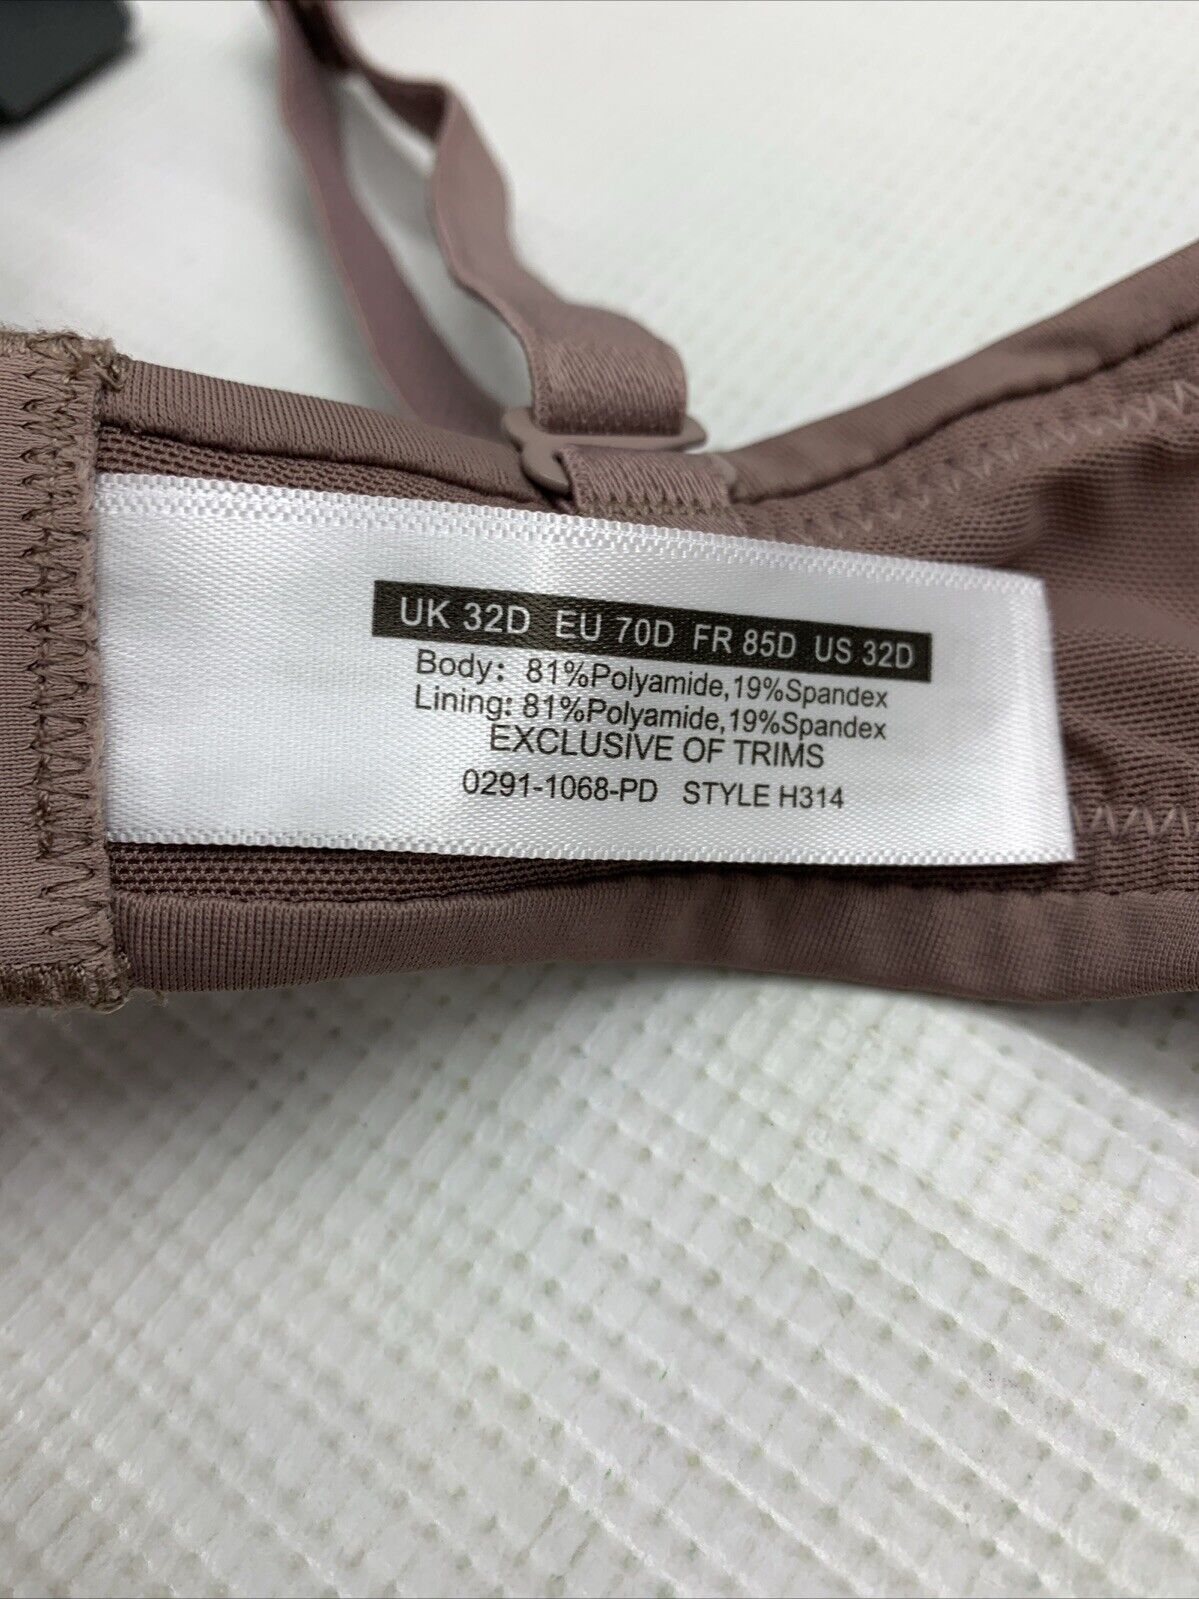 UK 32D EU 70D FR 85D US 32D
Body: 81%Polyamide,19%Spandex
Lining: 81%Polyamide,19%Spandex
EXCLUSIVE OF TRIMS
0291-1068-PD STYLE H314